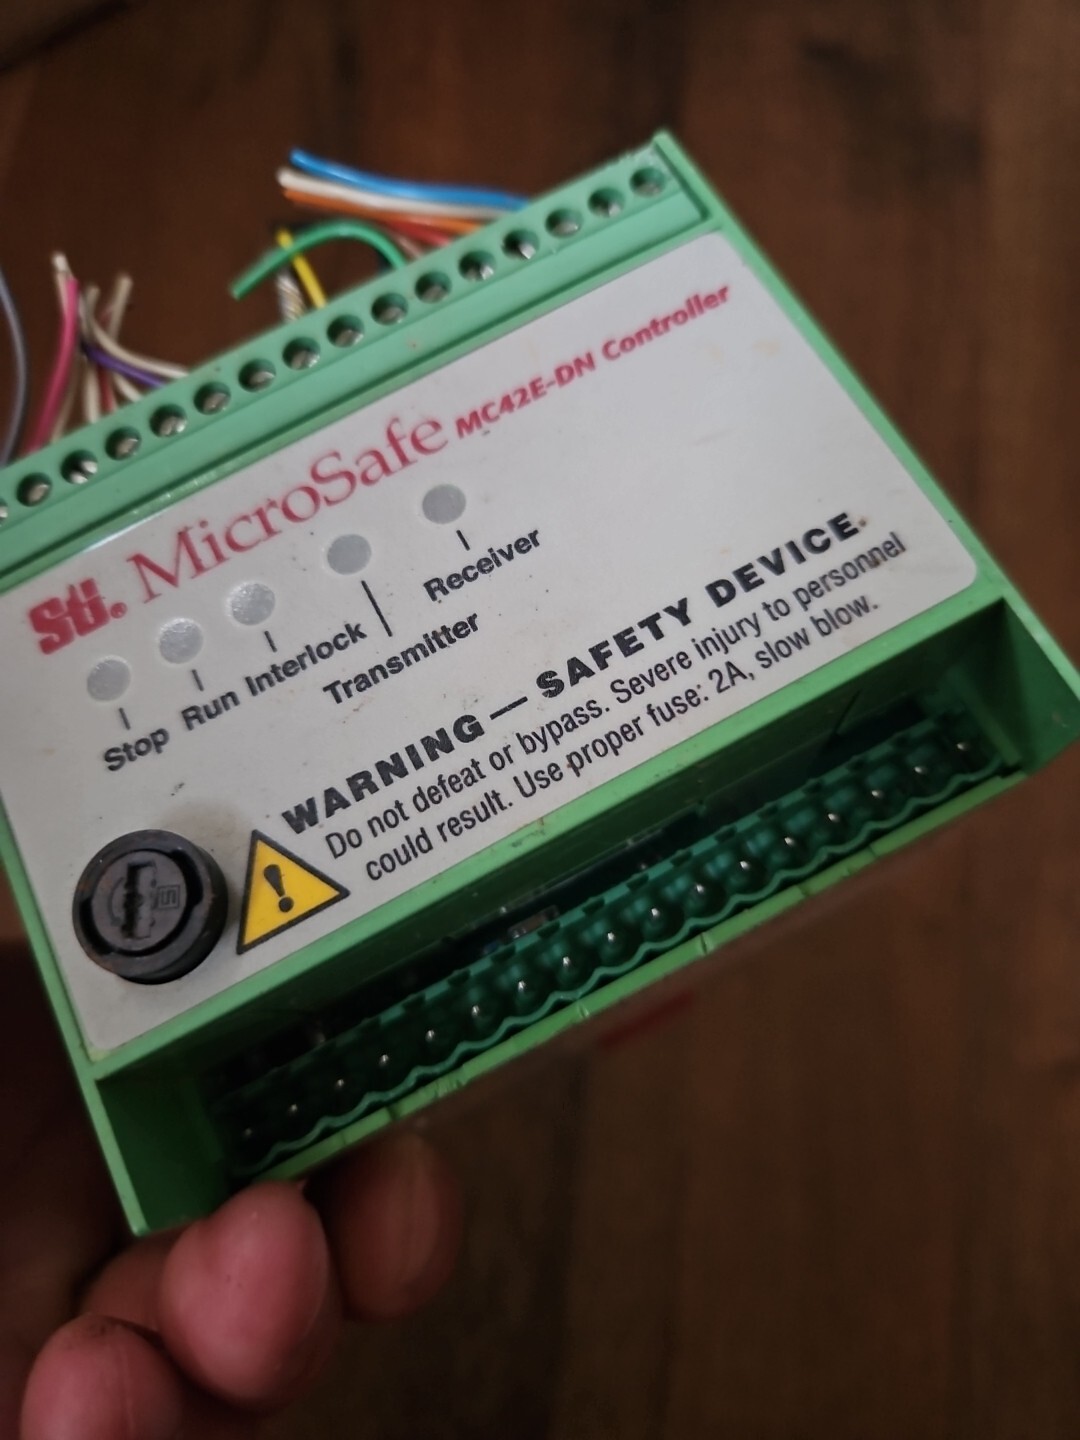 Sti. MicroSafe MC42E-DN Controller
Stop Run Interlock Transmitter Receiver
WARNING — SAFETY DEVICE.
Do not defeat or bypass. Severe injury to personnel
could result. Use proper fuse: 2A, slow blow.
!